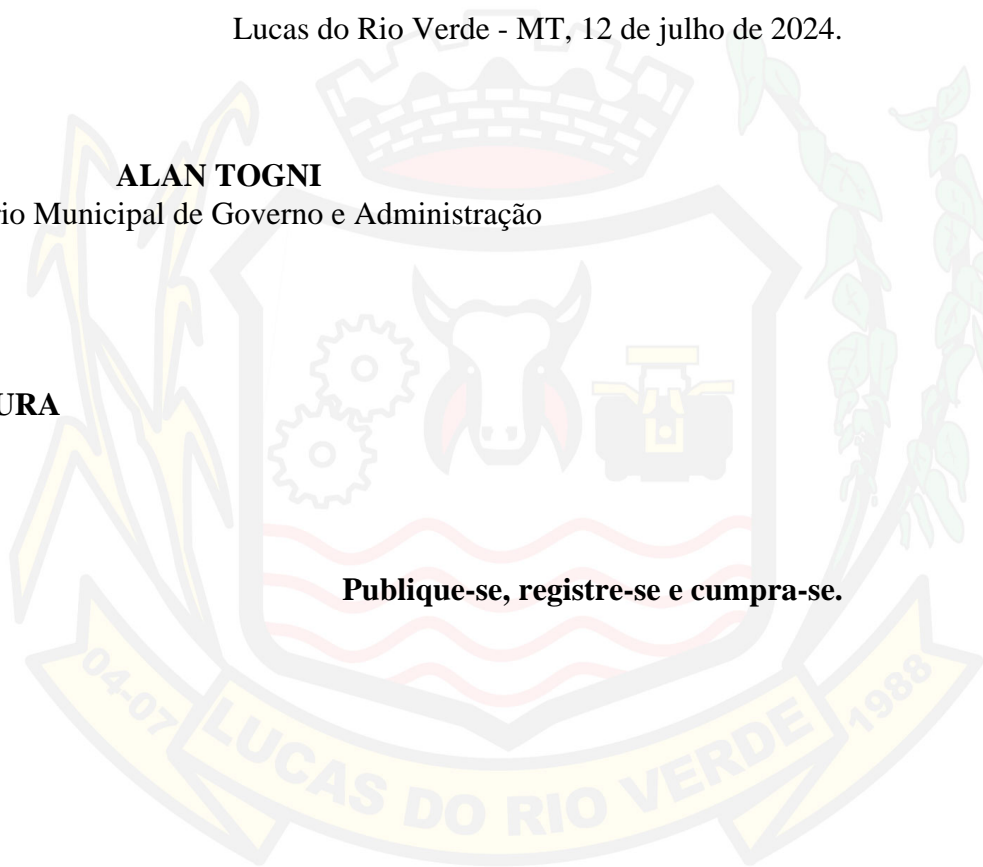 Lucas do Rio Verde - MT, 12 de julho de 2024.
ALAN TOGNI
rio Municipal de Governo e Administração
URA
Publique-se, registre-se e cumpra-se.
04-07
LUCAS DO RIO VERDE
1988